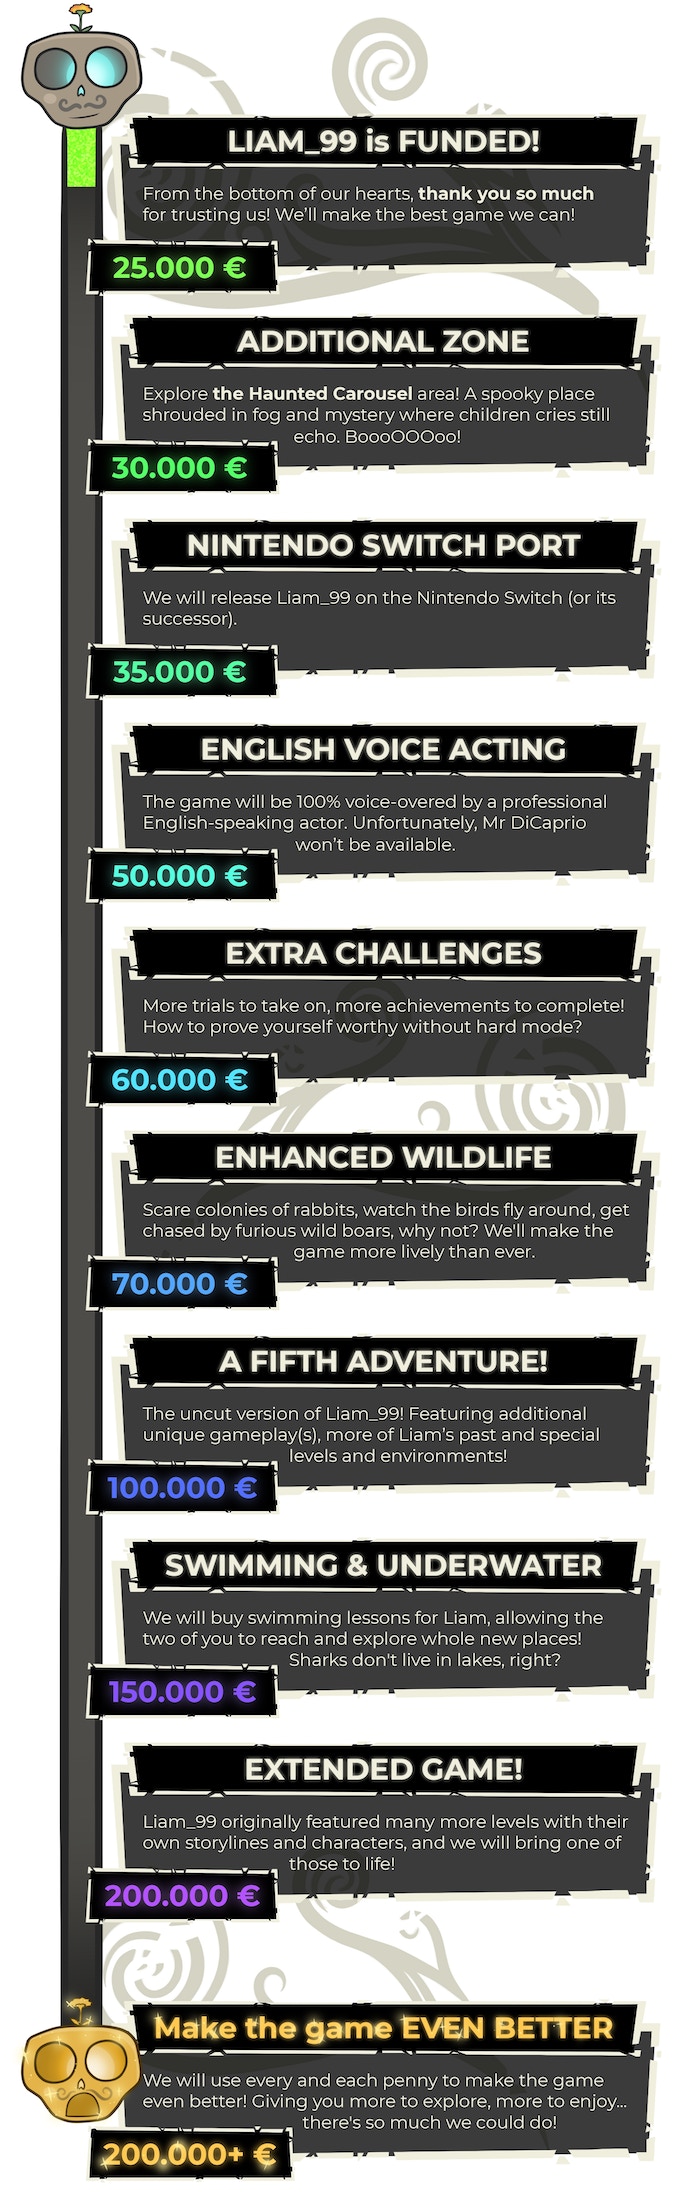 LIAM_99 is FUNDED!
From the bottom of our hearts, thank you so much
for trusting us! We'll make the best game we can!
25.000 €
ADDITIONAL ZONE
Explore the Haunted Carousel area! A spooky place
shrouded in fog and mystery where children cries still
echo. BoooOOOoo!
30.000 €
NINTENDO SWITCH PORT
We will release Liam_99 on the Nintendo Switch (or its
successor).
35.000 €
ENGLISH VOICE ACTING
The game will be 100% voice-overed by a professional
English-speaking actor. Unfortunately, Mr DiCaprio
won't be available.
50.000 €
EXTRA CHALLENGES
More trials to take on, more achievements to complete!
How to prove yourself worthy without hard mode?
60.000 €
ENHANCED WILDLIFE
Scare colonies of rabbits, watch the birds fly around, get
chased by furious wild boars, why not? We'll make the
game more lively than ever.
70.000 €
A FIFTH ADVENTURE!
The uncut version of Liam_99! Featuring additional
unique gameplay(s), more of Liam's past and special
levels and environments!
100.000 €
SWIMMING & UNDERWATER
We will buy swimming lessons for Liam, allowing the
two of you to reach and explore whole new places!
Sharks don't live in lakes, right?
150.000 €
EXTENDED GAME!
Liam_99 originally featured many more levels with their
own storylines and characters, and we will bring one of
those to life!
200.000 €
Make the game EVEN BETTER
We will use every and each penny to make the game
even better! Giving you more to explore, more to enjoy...
there's so much we could do!
200.000+ €